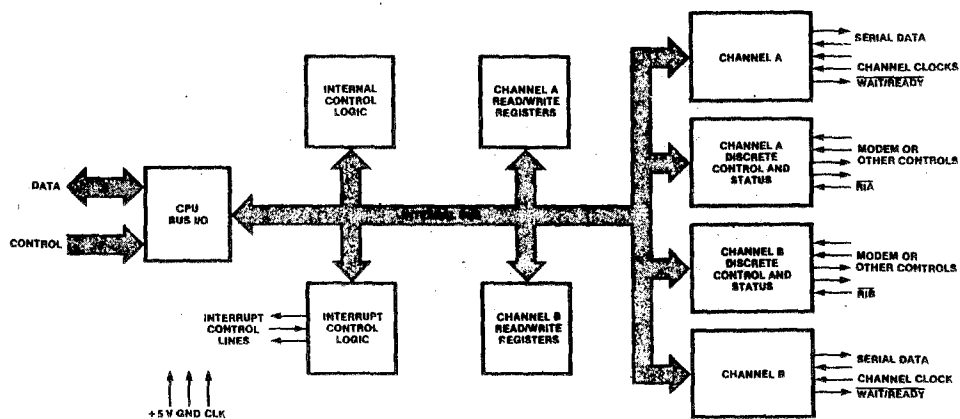 INTERNAL
CONTROL
LOGIC
CHANNEL A
READ/WRITE
REGISTERS
CHANNEL A
SERIAL DATA
CHANNEL CLOCKS
WAIT/READY
CHANNEL A
DISCRETE
CONTROL AND
STATUS
MODEM OR
OTHER CONTROLS
RIA
DATA
CONTROL
CPU
BUS I/O
INTERNAL BUS
CHANNEL B
DISCRETE
CONTROL AND
STATUS
MODEM OR
OTHER CONTROLS
RIB
INTERRUPT
CONTROL
LINES
INTERRUPT
CONTROL
LOGIC
CHANNEL B
READ/WRITE
REGISTERS
CHANNEL B
SERIAL DATA
CHANNEL CLOCK
WAIT/READY
+5 V GND CLK